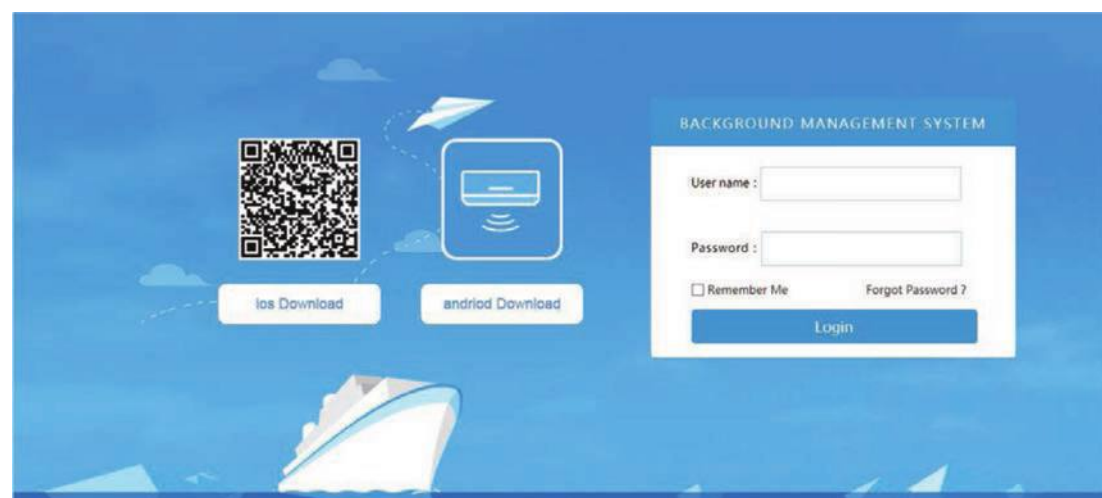 BACKGROUND MANAGEMENT SYSTEM
User name :
Password :
Remember Me
Forgot Password ?
Login
ios Download
andriod Download